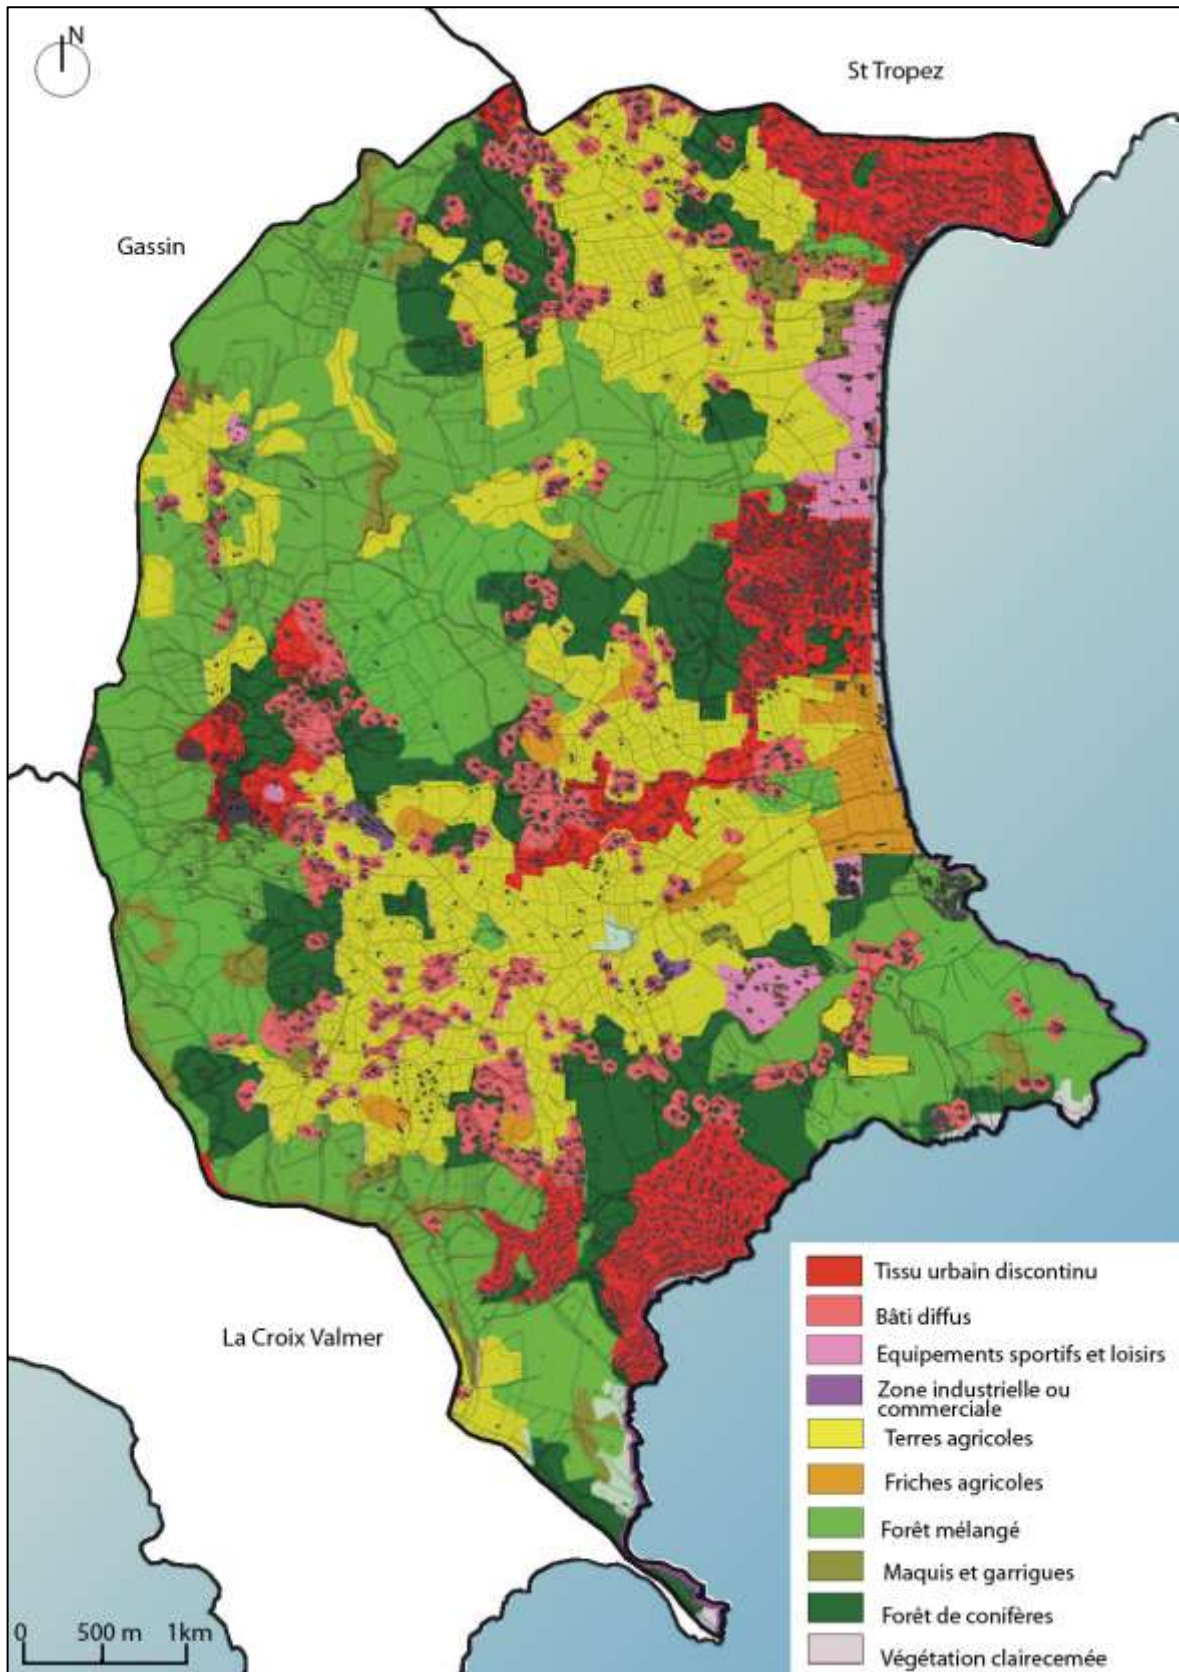 N
St Tropez
Gassin
La Croix Valmer
Tissu urbain discontinu
Bâti diffus
Equipements sportifs et loisirs
Zone industrielle ou
commerciale
Terres agricoles
Friches agricoles
Forêt mélangé
Maquis et garrigues
Forêt de conifères
Végétation clairecemée
0 500 m 1km